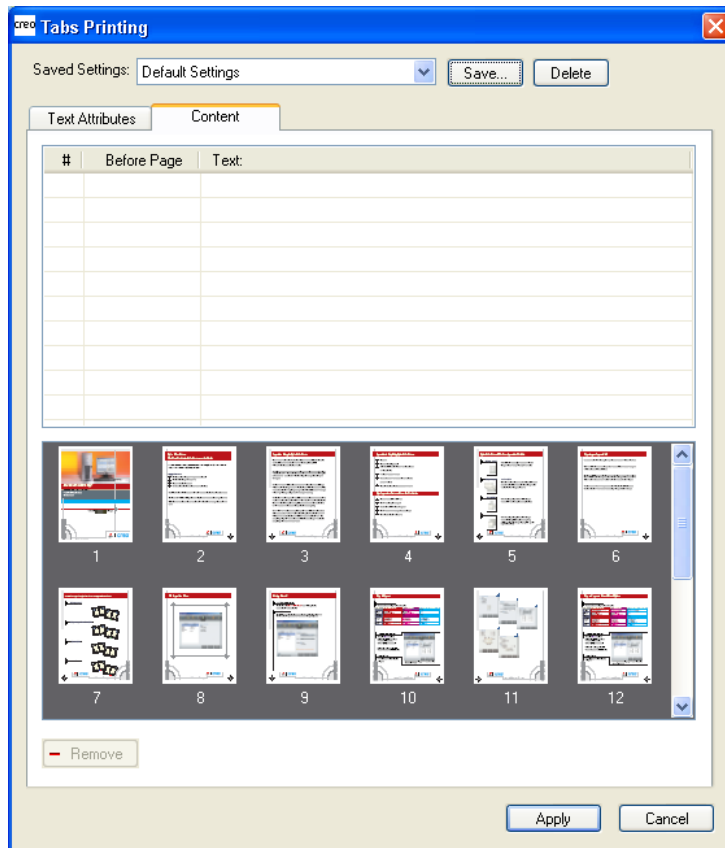 creo Tabs Printing
Saved Settings: Default Settings Save... Delete
Text Attributes Content
# Before Page Text:
1 2 3 4 5 6
7 8 9 10 11 12
Remove
Apply Cancel